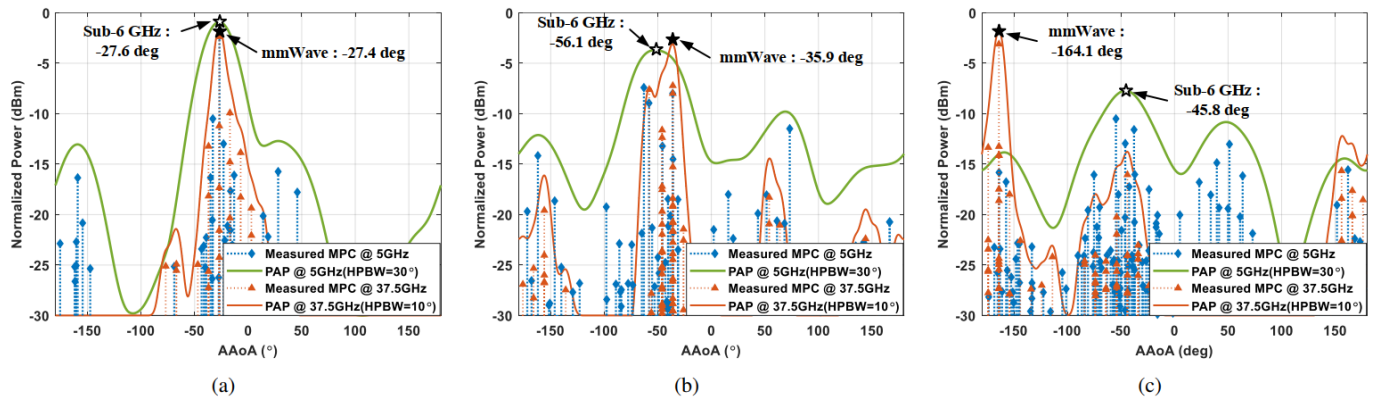 Sub-6 GHz :
-27.6 deg
mmWave : -27.4 deg
Normalized Power (dBm)
0
-5
-10
-15
-20
-25
-30
-150 -100 -50 0 50 100 150
AAoA (°)
Measured MPC @ 5GHz
PAP @ 5GHz(HPBW=30°)
Measured MPC @ 37.5GHz
PAP @ 37.5GHz(HPBW=10°)
(a)
Sub-6 GHz :
-56.1 deg
mmWave : -35.9 deg
Normalized Power (dBm)
0
-5
-10
-15
-20
-25
-30
-150 -100 -50 0 50 100 150
AAoA (°)
Measured MPC @ 5GHz
PAP @ 5GHz(HPBW=30°)
Measured MPC @ 37.5GHz
PAP @ 37.5GHz(HPBW=10°)
(b)
mmWave :
-164.1 deg
Sub-6 GHz :
-45.8 deg
Normalized Power (dBm)
0
-5
-10
-15
-20
-25
-30
-150 -100 -50 0 50 100 150
AAoA (deg)
Measured MPC @ 5GHz
PAP @ 5GHz(HPBW=30°)
Measured MPC @ 37.5GHz
PAP @ 37.5GHz(HPBW=10°)
(c)